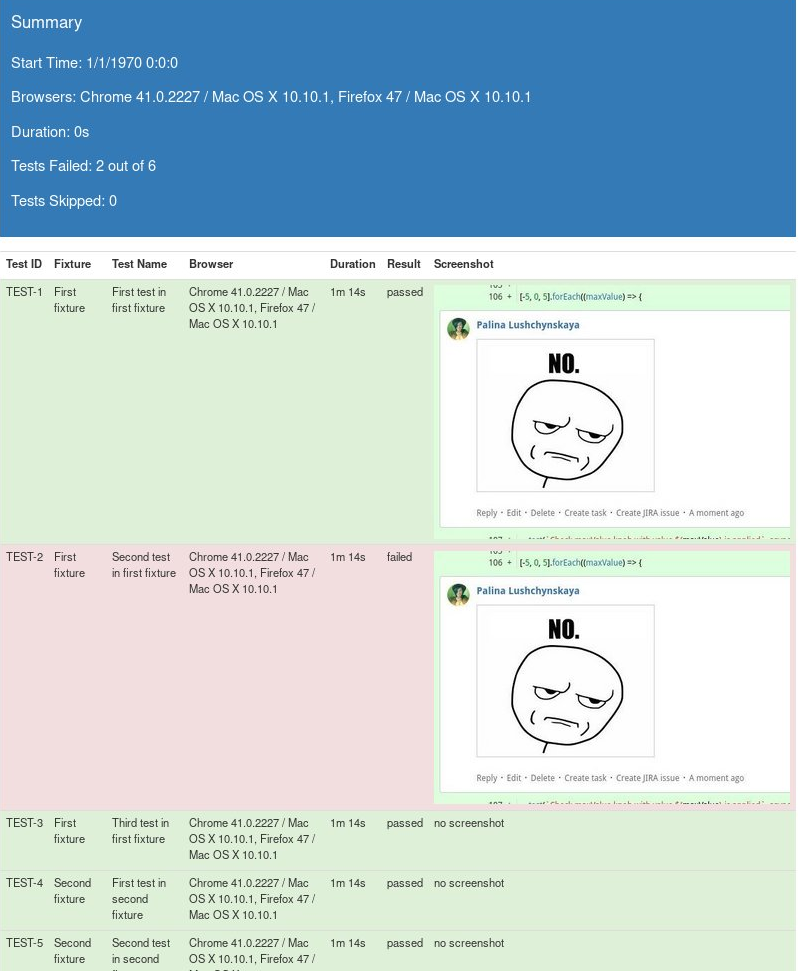 Summary
Start Time: 1/1/1970 0:0:0
Browsers: Chrome 41.0.2227 / Mac OS X 10.10.1, Firefox 47 / Mac OS X 10.10.1
Duration: 0s
Tests Failed: 2 out of 6
Tests Skipped: 0
Test ID Fixture Test Name Browser Duration Result Screenshot
TEST-1 First Firs test in Chrome 41.0.2227 / Mac 1m 14s passed
fixture first fixture OS X 10.10.1, Firefox 47 /
Mac OS X 10.10.1
106 + [-5, 0, 5].forEach((maxValue) => {
Palina Lushchynskaya
NO.
Reply · Edit · Delete · Create task · Create JIRA issue · A moment ago
TEST-2 First Second test Chrome 41.0.2227 / Mac 1m 14s failed
fixture in first fixture OS X 10.10.1, Firefox 47 /
Mac OS X 10.10.1
106 + [-5, 0, 5].forEach((maxValue) => {
Palina Lushchynskaya
NO.
Reply · Edit · Delete · Create task · Create JIRA issue · A moment ago
TEST-3 First Third test in Chrome 41.0.2227 / Mac 1m 14s passed no screenshot
fixture first fixture OS X 10.10.1, Firefox 47 /
Mac OS X 10.10.1
TEST-4 Second First test in Chrome 41.0.2227 / Mac 1m 14s passed no screenshot
fixture second OS X 10.10.1, Firefox 47 /
fixture Mac OS X 10.10.1
TEST-5 Second Second test Chrome 41.0.2227 / Mac 1m 14s passed no screenshot
fixture in second OS X 10.10.1, Firefox 47 /